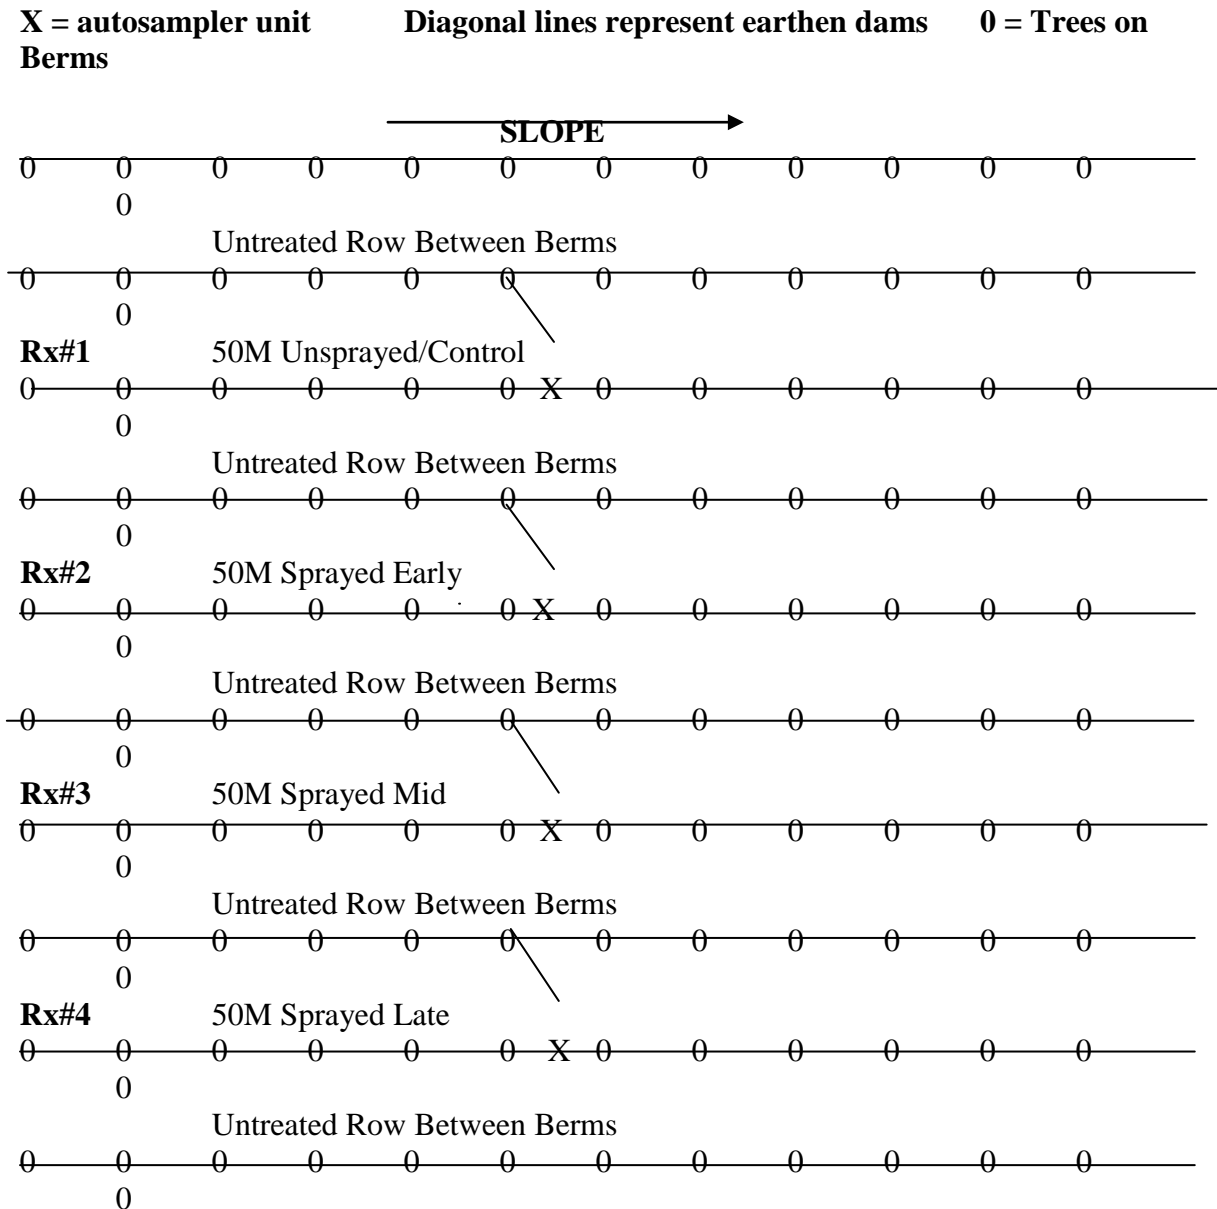 X = autosampler unit Diagonal lines represent earthen dams 0 = Trees on
Berms
SLOPE
0 0 0 0 0 0 0 0 0 0 0 0
0
Untreated Row Between Berms
0 0 0 0 0 0 0 0 0 0 0 0
0
Rx#1 50M Unsprayed/Control
0 0 0 0 0 0 X 0 0 0 0 0 0
0
Untreated Row Between Berms
0 0 0 0 0 0 0 0 0 0 0 0
0
Rx#2 50M Sprayed Early
0 0 0 0 0 0 X 0 0 0 0 0 0
0
Untreated Row Between Berms
0 0 0 0 0 0 0 0 0 0 0 0
0
Rx#3 50M Sprayed Mid
0 0 0 0 0 0 X 0 0 0 0 0 0
0
Untreated Row Between Berms
0 0 0 0 0 0 0 0 0 0 0 0
0
Rx#4 50M Sprayed Late
0 0 0 0 0 0 X 0 0 0 0 0 0
0
Untreated Row Between Berms
0 0 0 0 0 0 0 0 0 0 0 0
0